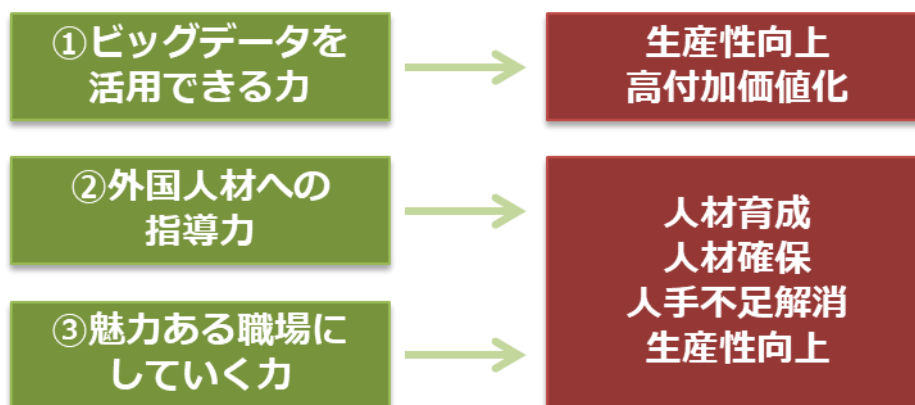 ①ビッグデータを
活用できる力
生産性向上
高付加価値化
②外国人材への
指導力
③魅力ある職場に
していく力
人材育成
人材確保
人手不足解消
生産性向上